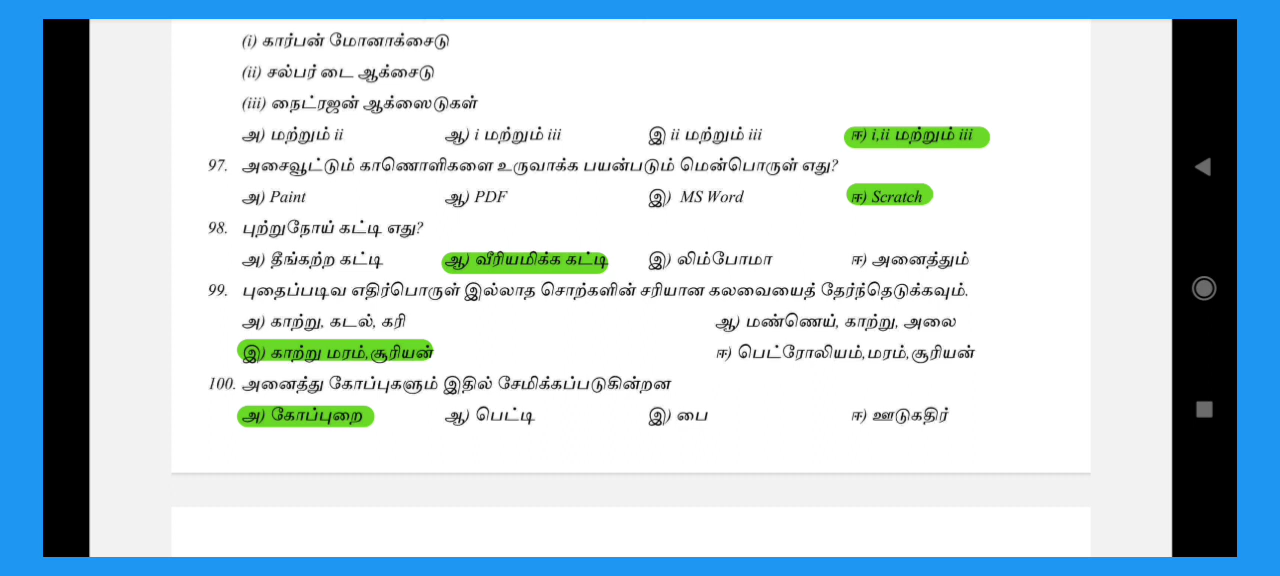 (i) கார்பன் மோனாக்சைடு
(ii) சல்பர் டை ஆக்சைடு
(iii) நைட்ரஜன் ஆக்ஸைடுகள்
அ) மற்றும் ii ஆ) i மற்றும் iii இ ii மற்றும் iii ஈ) i,ii மற்றும் iii
97. அசைவூட்டும் காணொளிகளை உருவாக்க பயன்படும் மென்பொருள் எது?
அ) Paint ஆ) PDF இ) MS Word ஈ) Scratch
98. புற்றுநோய் கட்டி எது?
அ) தீங்கற்ற கட்டி ஆ) வீரியமிக்க கட்டி இ) லிம்போமா ஈ) அனைத்தும்
99. புதைப்படிவ எதிர்பொருள் இல்லாத சொற்களின் சரியான கலவையைத் தேர்ந்தெடுக்கவும்.
அ) காற்று, கடல், கரி ஆ) மண்ணெய், காற்று, அலை
இ) காற்று மரம்,சூரியன் ஈ) பெட்ரோலியம்,மரம்,சூரியன்
100. அனைத்து கோப்புகளும் இதில் சேமிக்கப்படுகின்றன
அ) கோப்புறை ஆ) பெட்டி இ) பை ஈ) ஊடுகதிர்